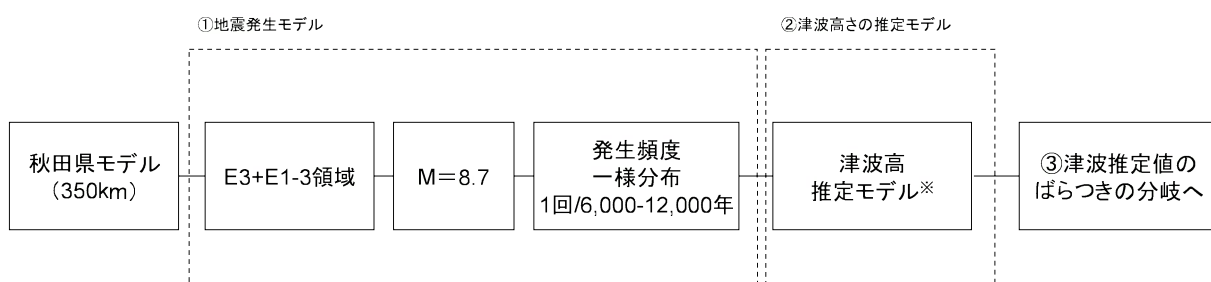 ①地震発生モデル
②津波高さの推定モデル
秋田県モデル
(350km)
E3+E1-3領域
M=8.7
発生頻度
一様分布
1回/6,000-12,000年
津波高
推定モデル※
③津波推定値の
ばらつきの分岐へ